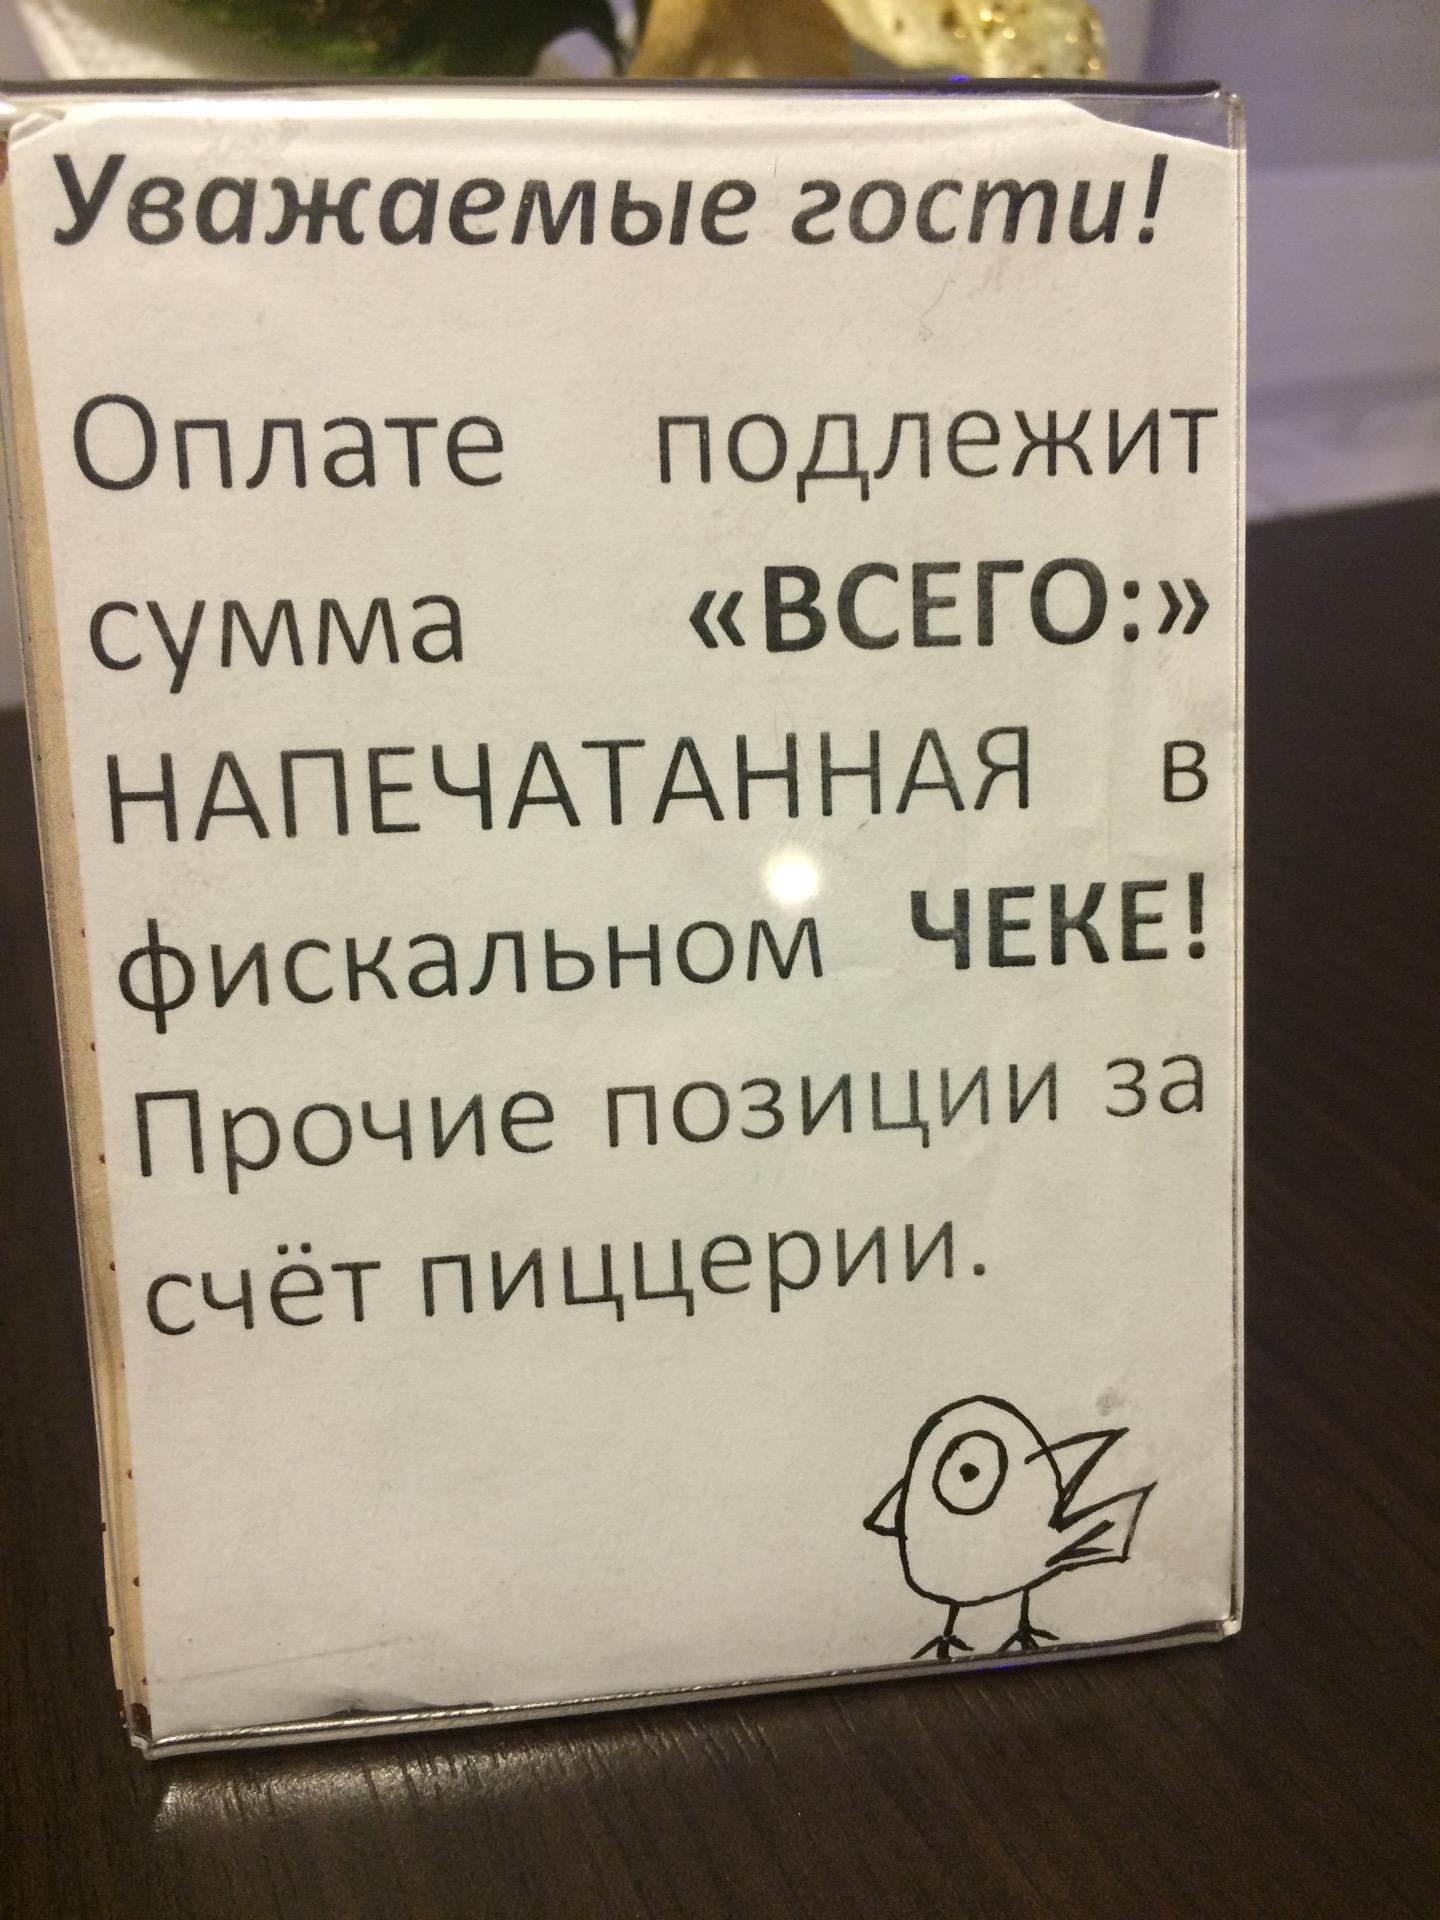 Уважаемые гости!
Оплате подлежит
сумма «ВСЕГО:»
НАПЕЧАТАННАЯ в
фискальном ЧЕКЕ!
Прочие позиции за
счёт пиццерии.